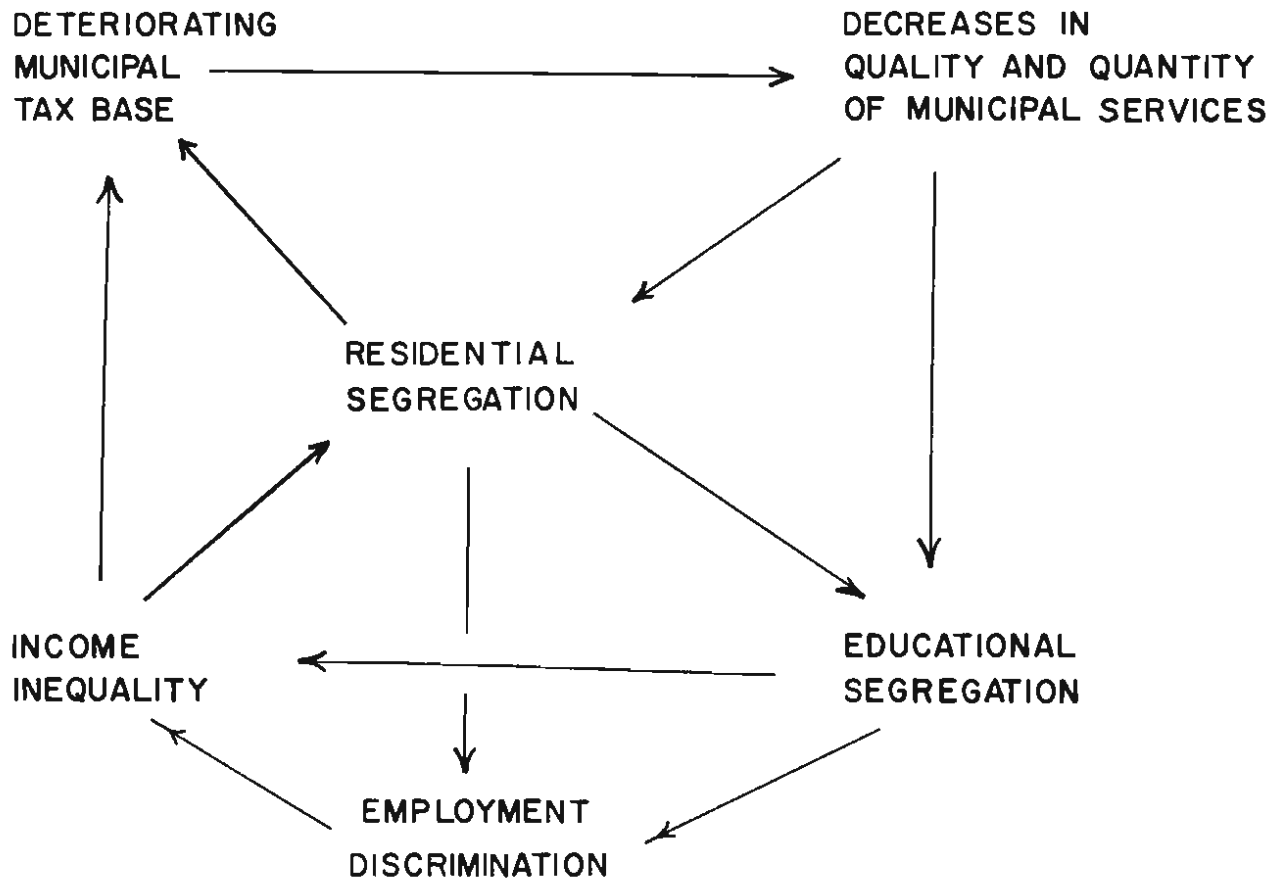 DETERIORATING
MUNICIPAL
TAX BASE
DECREASES IN
QUALITY AND QUANTITY
OF MUNICIPAL SERVICES
RESIDENTIAL
SEGREGATION
INCOME
INEQUALITY
EDUCATIONAL
SEGREGATION
EMPLOYMENT
DISCRIMINATION